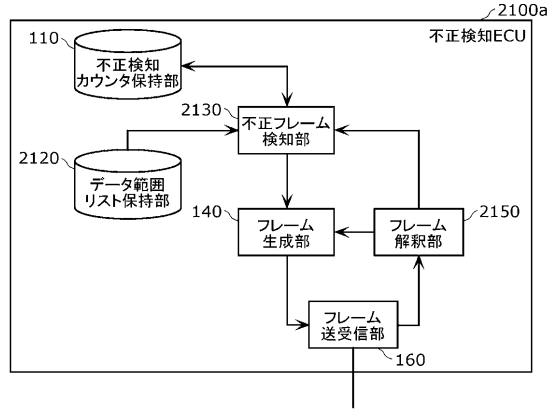 2100a
不正検知ECU
110
不正検知
カウンタ保持部
2130
不正フレーム
検知部
2120
データ範囲
リスト保持部
140
フレーム
生成部
フレーム
解釈部
2150
フレーム
送受信部
160